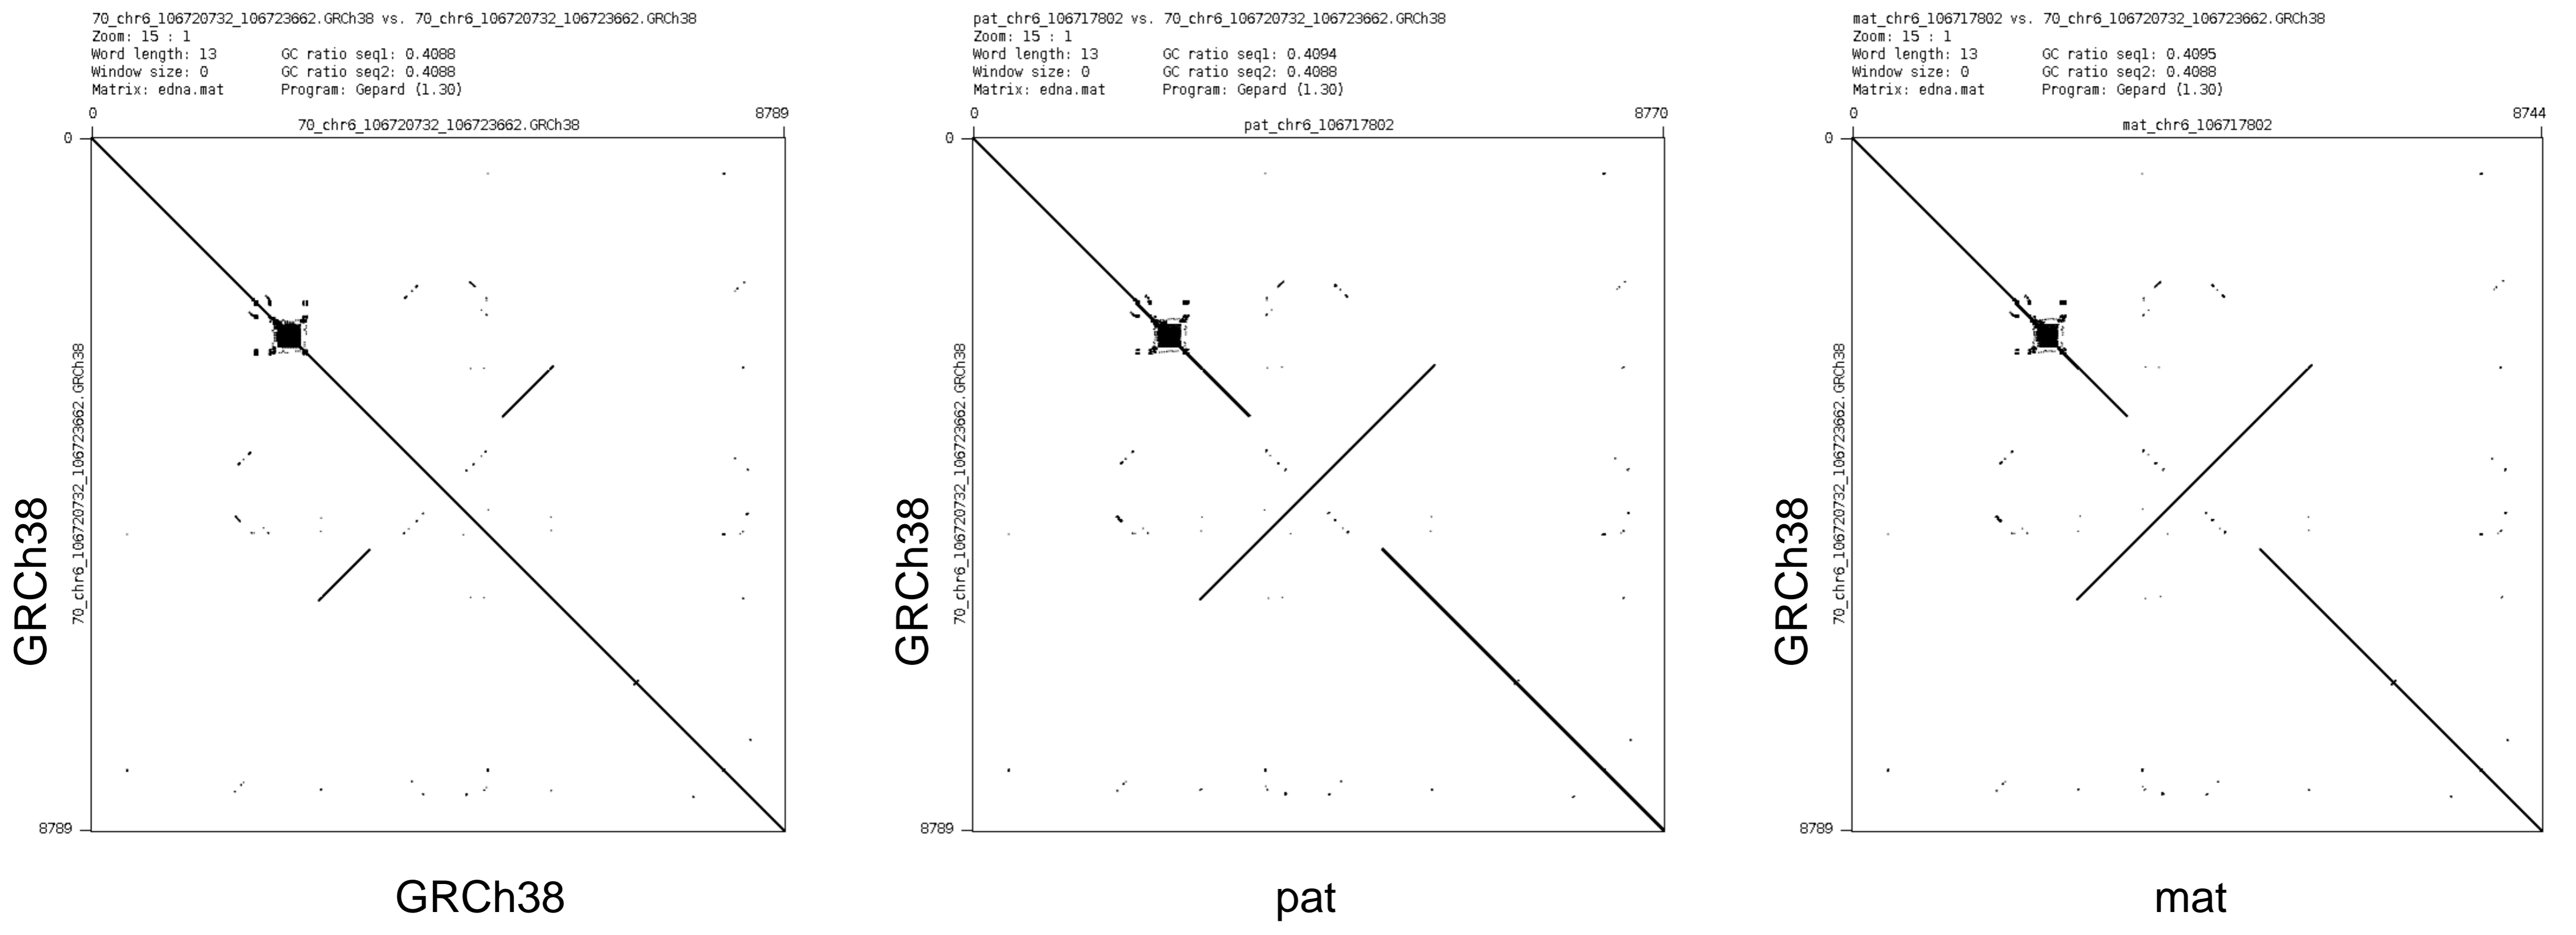 70_chr6_106720732_106723662.GRCh38 vs. 70_chr6_106720732_106723662.GRCh38
Zoom: 15 : 1
Word length: 13 GC ratio seq1: 0.4088
Window size: 0 GC ratio seq2: 0.4088
Matrix: edna.mat Program: Gepard (1.30)
0 8789
70_chr6_106720732_106723662.GRCh38
0
70_chr6_106720732_106723662.GRCh38
GRCh38
8789
GRCh38
pat_chr6_106717802 vs. 70_chr6_106720732_106723662.GRCh38
Zoom: 15 : 1
Word length: 13 GC ratio seq1: 0.4094
Window size: 0 GC ratio seq2: 0.4088
Matrix: edna.mat Program: Gepard (1.30)
0 8770
pat_chr6_106717802
0
70_chr6_106720732_106723662.GRCh38
GRCh38
8789
pat
mat_chr6_106717802 vs. 70_chr6_106720732_106723662.GRCh38
Zoom: 15 : 1
Word length: 13 GC ratio seq1: 0.4095
Window size: 0 GC ratio seq2: 0.4088
Matrix: edna.mat Program: Gepard (1.30)
0 8744
mat_chr6_106717802
0
70_chr6_106720732_106723662.GRCh38
GRCh38
8789
mat